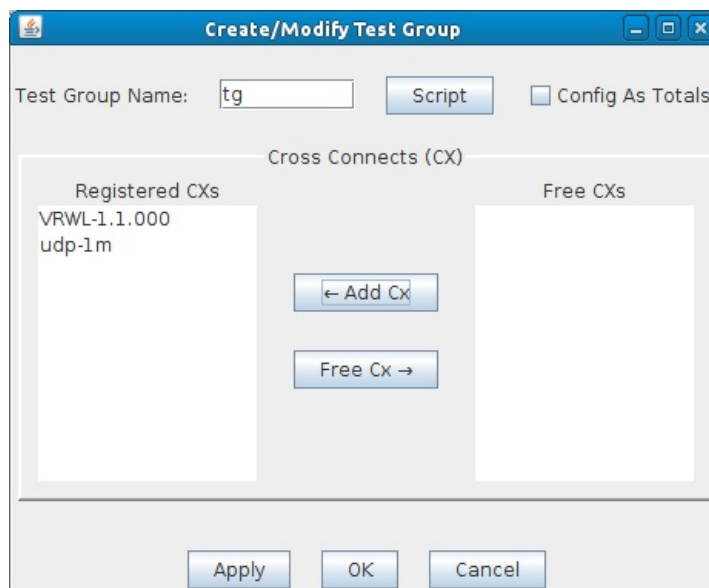 Create/Modify Test Group
Test Group Name: tg Script Config As Totals
Cross Connects (CX)
Registered CXs Free CXs
VRWL-1.1.000
udp-1m
← Add Cx
Free Cx →
Apply OK Cancel